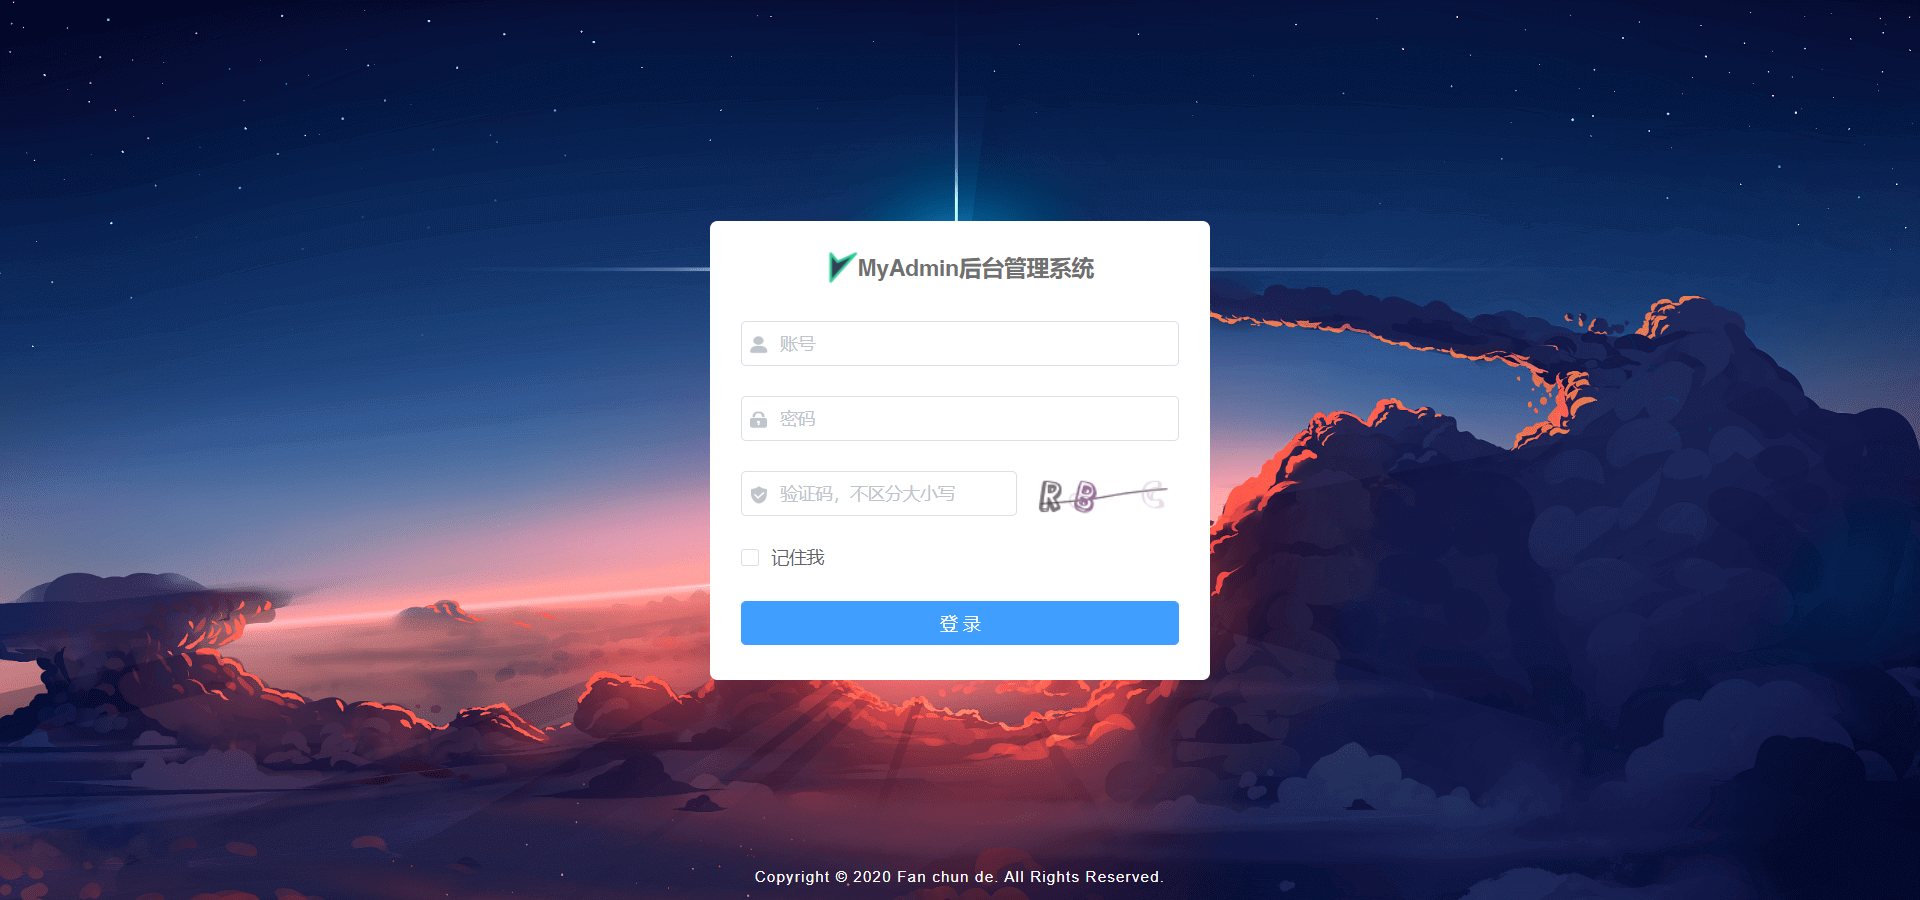 MyAdmin后台管理系统
账号
密码
验证码，不区分大小写
R B C
记住我
登 录
Copyright © 2020 Fan chun de. All Rights Reserved.